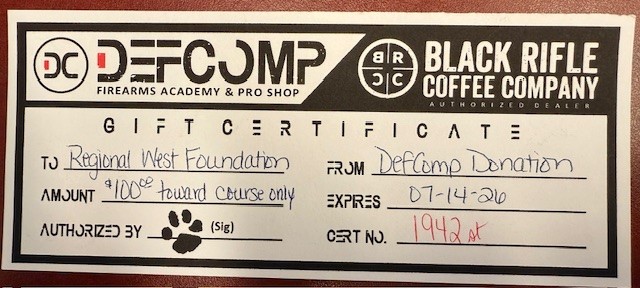 DC DEFCOMP
FIREARMS ACADEMY & PRO SHOP
BR CC
BLACK RIFLE
COFFEE COMPANY
AUTHORIZED DEALER
GIFT CERTIFICATE
TO Regional West Foundation
FROM DefComp Donation
AMOUNT $100.00 toward course only
EXPIRES 07-14-26
AUTHORIZED BY (Sig)
CERT NO. 1942 st